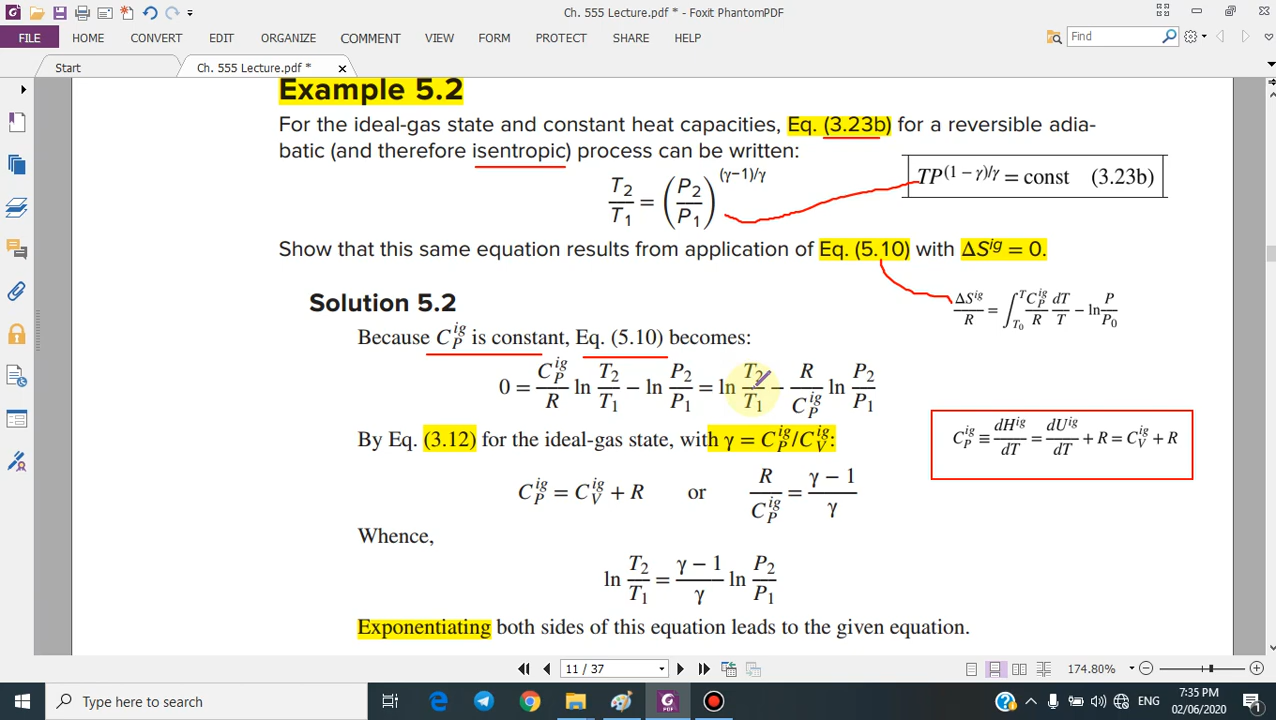 Ch. 555 Lecture.pdf * - Foxit PhantomPDF
FILE HOME CONVERT EDIT ORGANIZE COMMENT VIEW FORM PROTECT SHARE HELP Find
Start Ch. 555 Lecture.pdf *
Example 5.2
For the ideal-gas state and constant heat capacities, Eq. (3.23b) for a reversible adia-
batic (and therefore isentropic) process can be written:
T₂/T₁ = (P₂/P₁)^(γ−1)/γ
TP^(1 − γ)/γ = const (3.23b)
Show that this same equation results from application of Eq. (5.10) with ΔS^ig = 0.
Solution 5.2
ΔS^ig/R = ∫_T₀^T C_P^ig/R dT/T − ln P/P₀
Because C_P^ig is constant, Eq. (5.10) becomes:
0 = C_P^ig/R ln T₂/T₁ − ln P₂/P₁ = ln T₂/T₁ − R/C_P^ig ln P₂/P₁
By Eq. (3.12) for the ideal-gas state, with γ = C_P^ig/C_V^ig:
C_P^ig ≡ dH^ig/dT = dU^ig/dT + R = C_V^ig + R
C_P^ig = C_V^ig + R or R/C_P^ig = γ − 1/γ
Whence,
ln T₂/T₁ = γ − 1/γ ln P₂/P₁
Exponentiating both sides of this equation leads to the given equation.
11 / 37 174.80%
Type here to search ENG 7:35 PM
02/06/2020 1